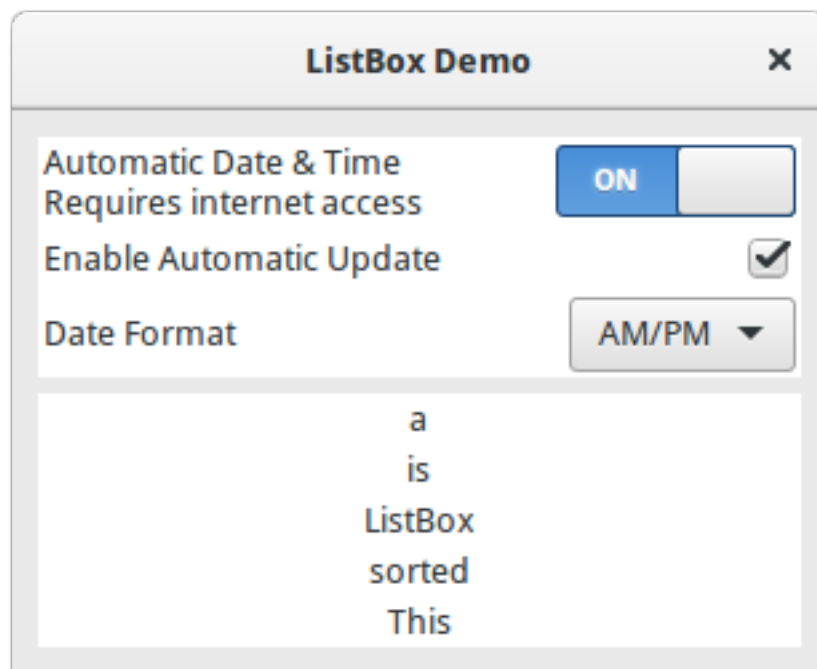 ListBox Demo
Automatic Date & Time
Requires internet access
ON
Enable Automatic Update
Date Format
AM/PM
a
is
ListBox
sorted
This